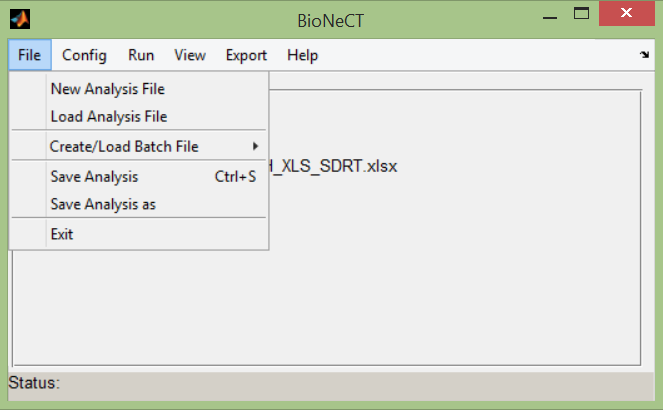 BioNeCT
File Config Run View Export Help
New Analysis File
Load Analysis File
Create/Load Batch File
_XLS_SDRT.xlsx
Save Analysis Ctrl+S
Save Analysis as
Exit
Status: